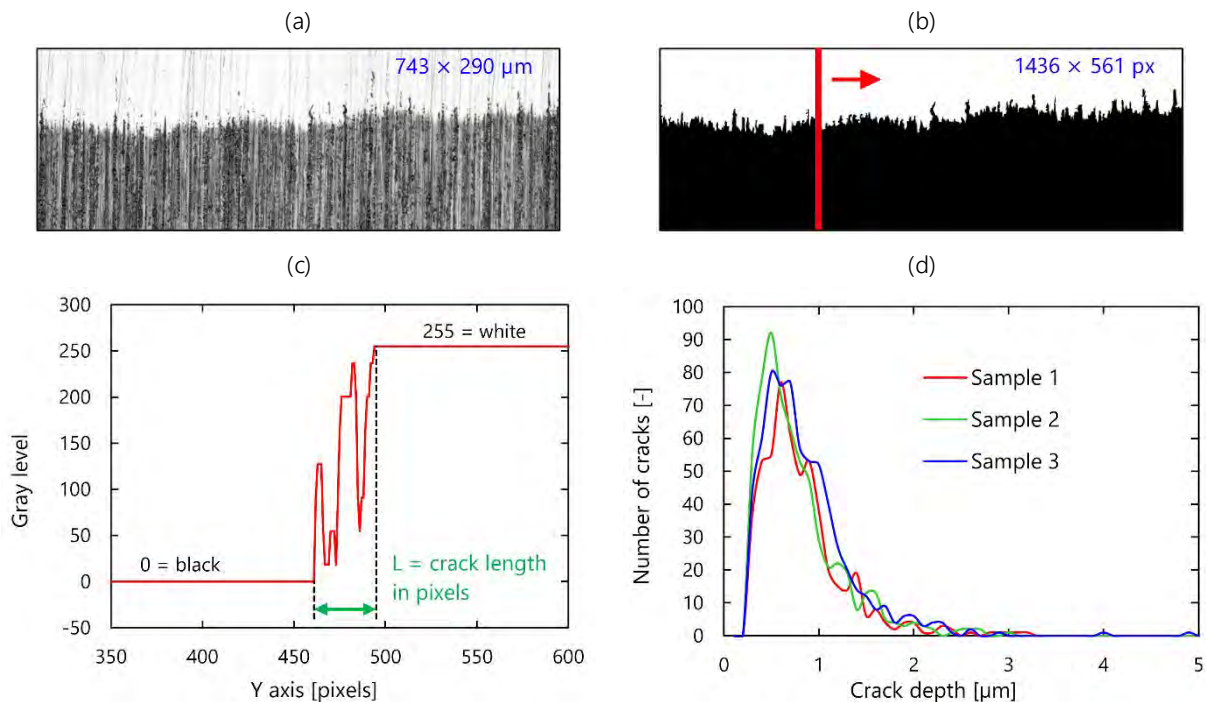 (a)
743 × 290 µm
(b)
1436 × 561 px
(c)
300
250
200
150
100
50
0
-50
Gray level
255 = white
0 = black
L = crack length
in pixels
350
400
450
500
550
600
Y axis [pixels]
(d)
100
90
80
70
60
50
40
30
20
10
0
Number of cracks [-]
Sample 1
Sample 2
Sample 3
0
1
2
3
4
5
Crack depth [µm]